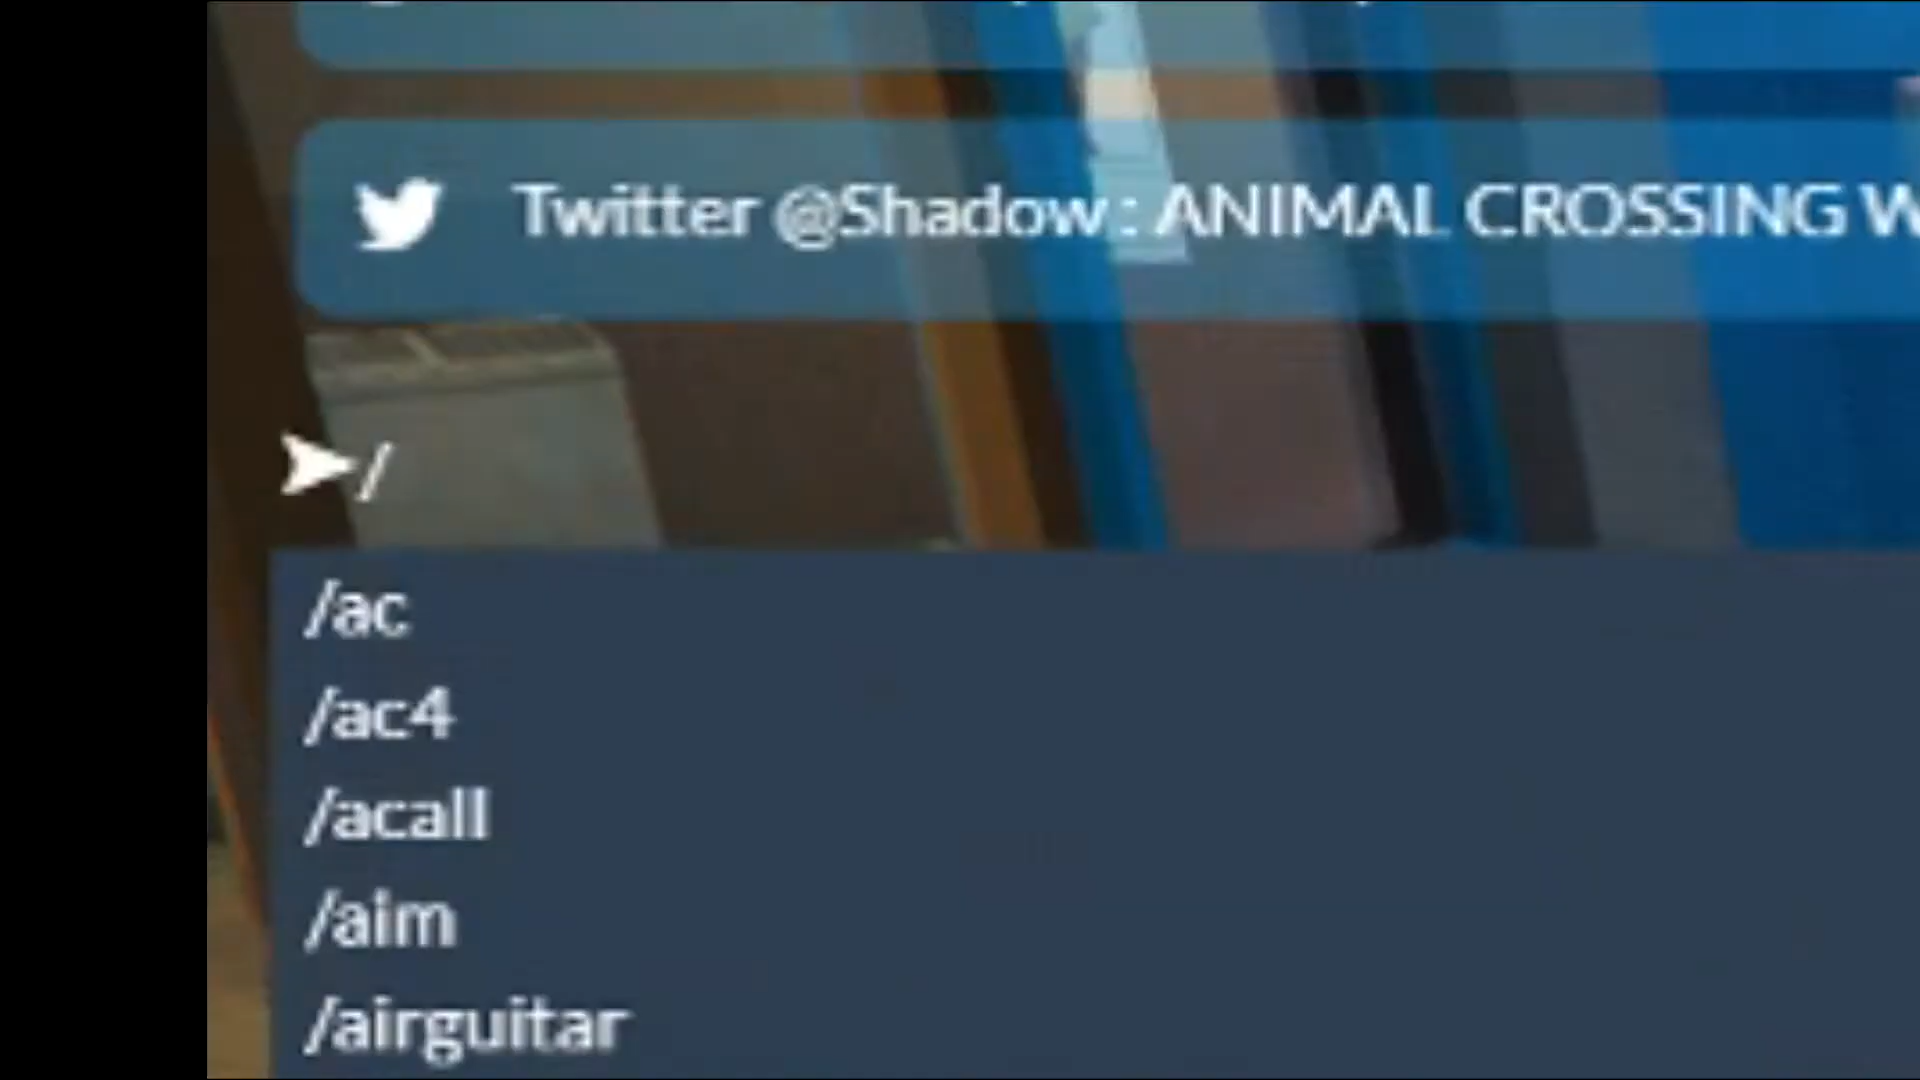 Twitter @Shadow : ANIMAL CROSSING
/
/ac
/ac4
/acall
/aim
/airguitar